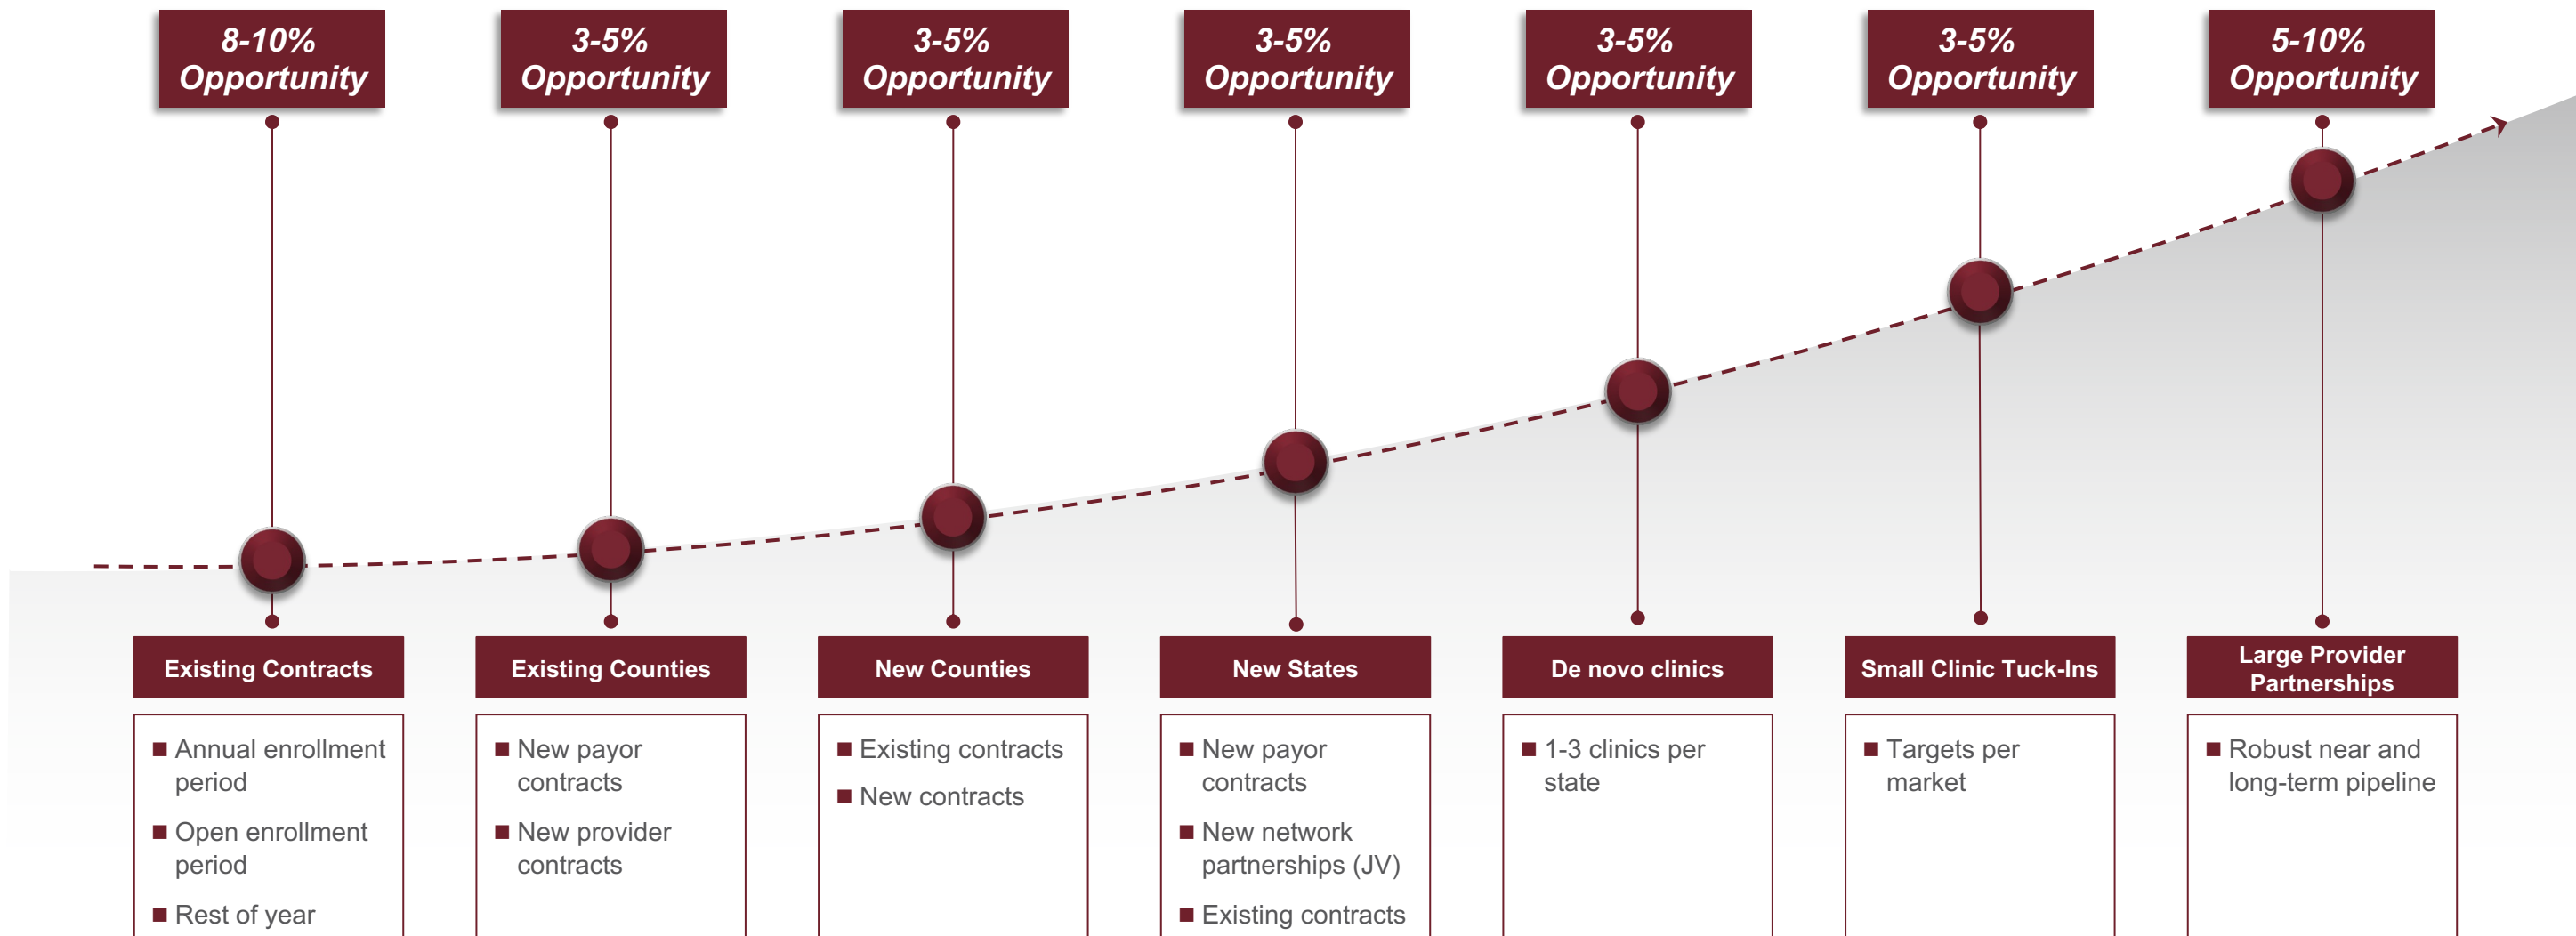 8-10%
Opportunity
3-5%
Opportunity
3-5%
Opportunity
3-5%
Opportunity
3-5%
Opportunity
3-5%
Opportunity
5-10%
Opportunity
Existing Contracts
■ Annual enrollment
period
■ Open enrollment
period
■ Rest of year
Existing Counties
■ New payor
contracts
■ New provider
contracts
New Counties
■ Existing contracts
■ New contracts
New States
■ New payor
contracts
■ New network
partnerships (JV)
■ Existing contracts
De novo clinics
■ 1-3 clinics per
state
Small Clinic Tuck-Ins
■ Targets per
market
Large Provider
Partnerships
■ Robust near and
long-term pipeline